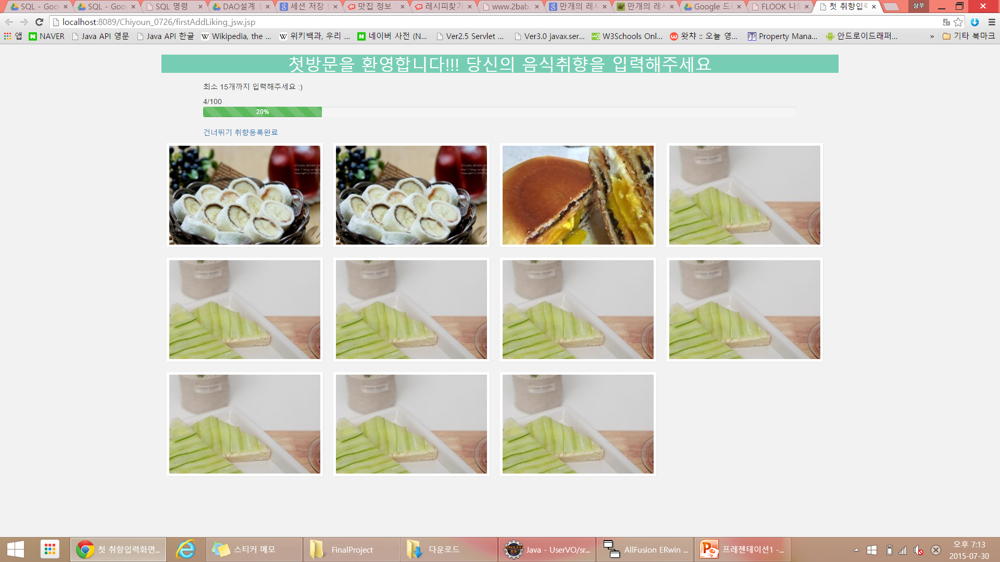 SQL - Goo
SQL - Goo
SQL 명령
DAO설계
세션 저장
맛집 정보
레시피찾기
www.2bab.
만개의 레시
만개의 레시
Google 드
FLOOK 나
첫 취향입력
상우
localhost:8089/Chiyoun_0726/firstAddLiking_jsw.jsp
앱
NAVER
Java API 영문
Java API 한글
Wikipedia, the ...
위키백과, 우리 ...
네이버 사전 (N...
Ver2.5 Servlet ...
Ver3.0 javax.ser...
W3Schools Onl...
왓챠 :: 오늘 영...
Property Mana...
안드로이드래퍼...
»
기타 북마크
첫방문을 환영합니다!!! 당신의 음식취향을 입력해주세요
최소 15개까지 입력해주세요 :)
4/100
20%
건너뛰기 취향등록완료
첫 취향입력화면...
스티커 메모
FinalProject
다운로드
Java - UserVO/sr...
AllFusion ERwin ...
프레젠테이션1 -...
오후 7:13
2015-07-30